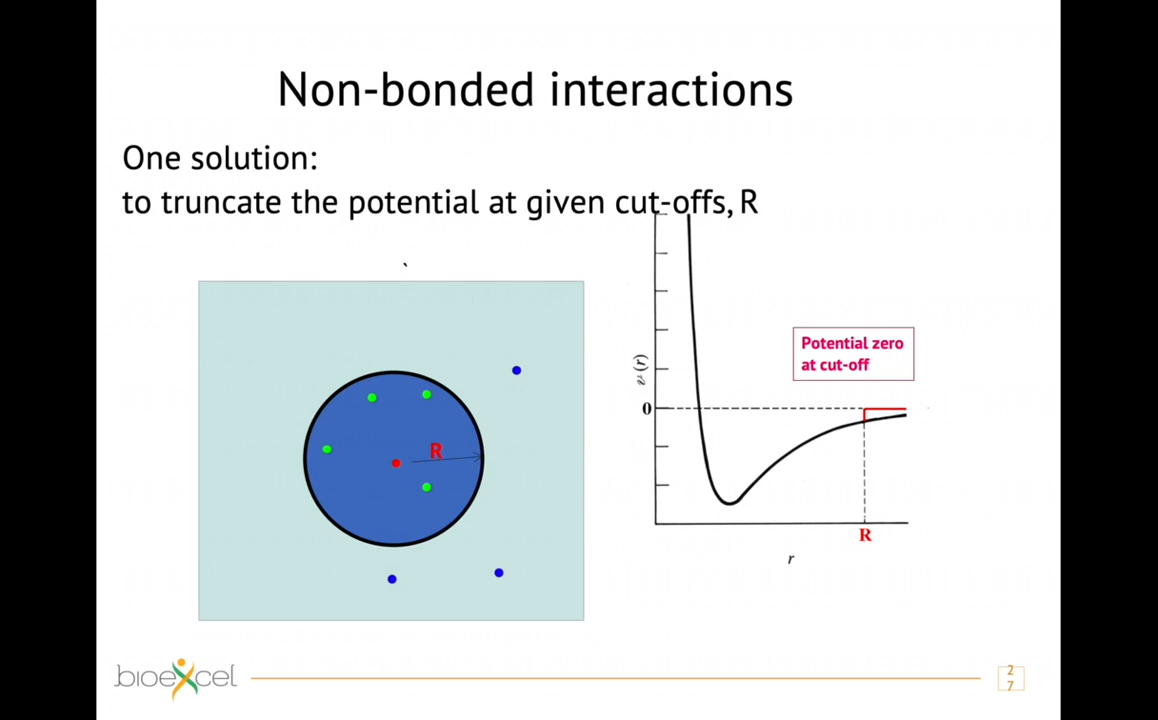 Non-bonded interactions
One solution:
to truncate the potential at given cut-offs, R
`
R
v(r)
0
Potential zero
at cut-off
R
r
bioexcel
2
7